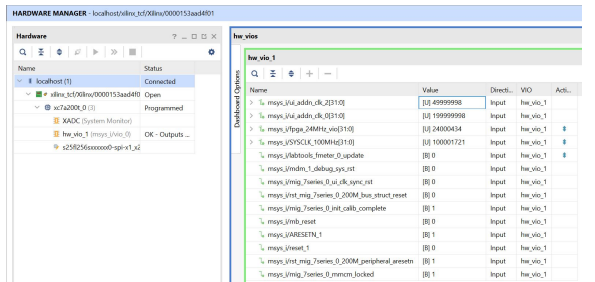 HARDWARE MANAGER - localhost/xilinx_tcf/Xilinx/0000153aad4f01
Hardware
Name Status
localhost (1) Connected
xilinx_tcf/Xilinx/0000153aad4f0 Open
xc7a200t_0 (3) Programmed
XADC (System Monitor)
hw_vio_1 (msys_i/vio_0) OK - Outputs ...
s25fl256sxxxxxx0-spi-x1_x2
hw_vios
Dashboard Options
hw_vio_1
Name Value Directi... VIO Acti...
msys_i/ui_addn_clk_2[31:0] [U] 49999998 Input hw_vio_1
msys_i/ui_addn_clk_1[31:0] [U] 199999998 Input hw_vio_1
msys_i/fpga_24MHz_vio[31:0] [U] 24000434 Input hw_vio_1
msys_i/SYSCLK_100MHz[31:0] [U] 100001721 Input hw_vio_1
msys_i/labtools_fmeter_0_update [B] 0 Input hw_vio_1
msys_i/mdm_1_debug_sys_rst [B] 0 Input hw_vio_1
msys_i/mig_7series_0_ui_clk_sync_rst [B] 0 Input hw_vio_1
msys_i/rst_mig_7series_0_200M_bus_struct_reset [B] 0 Input hw_vio_1
msys_i/mig_7series_0_init_calib_complete [B] 1 Input hw_vio_1
msys_i/mb_reset [B] 0 Input hw_vio_1
msys_i/ARESETN_1 [B] 1 Input hw_vio_1
msys_i/reset_1 [B] 0 Input hw_vio_1
msys_i/rst_mig_7series_0_200M_peripheral_aresetn [B] 1 Input hw_vio_1
msys_i/mig_7series_0_mmcm_locked [B] 1 Input hw_vio_1